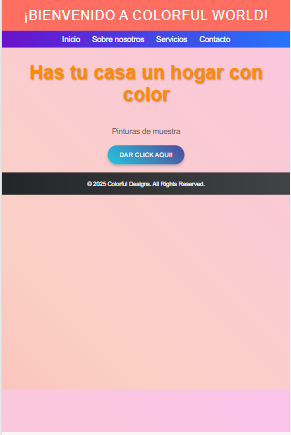 ¡BIENVENIDO A COLORFUL WORLD!
Inicio Sobre nosotros Servicios Contacto
Has tu casa un hogar con
color
Pinturas de muestra
DAR CLICK AQUI!
© 2025 Colorful Designs. All Rights Reserved.